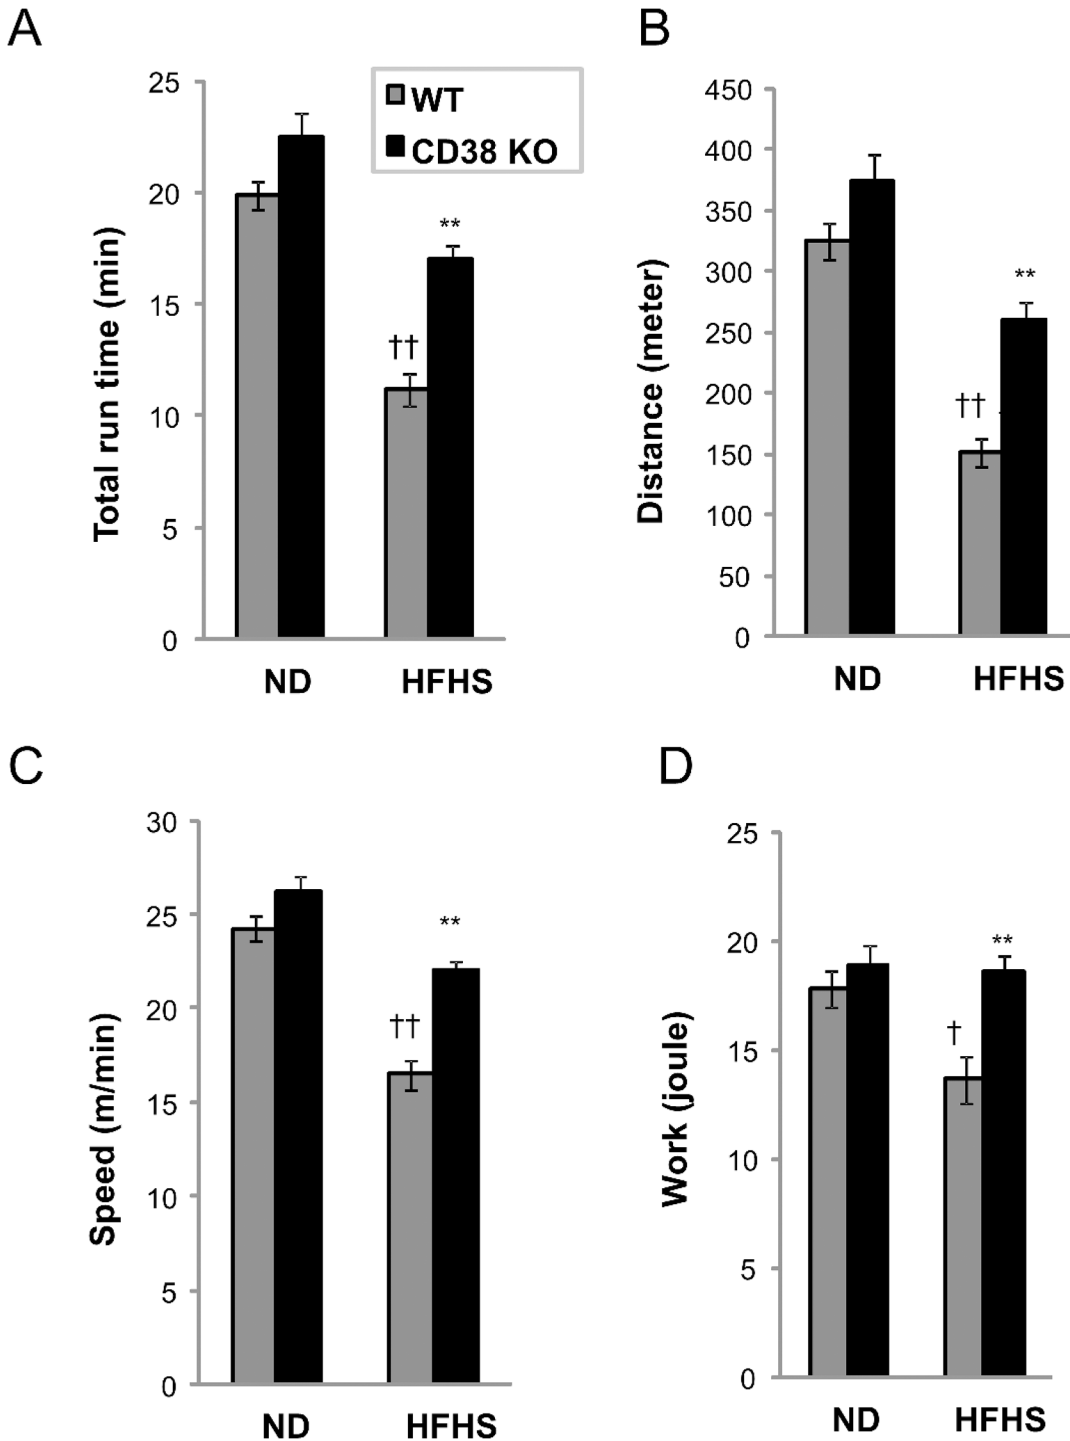 A
Total run time (min)
25
20
15
10
5
0
WT
CD38 KO
**
††
ND
HFHS
B
Distance (meter)
450
400
350
300
250
200
150
100
50
0
**
††
ND
HFHS
C
Speed (m/min)
30
25
20
15
10
5
0
**
††
ND
HFHS
D
Work (joule)
25
20
15
10
5
0
**
†
ND
HFHS